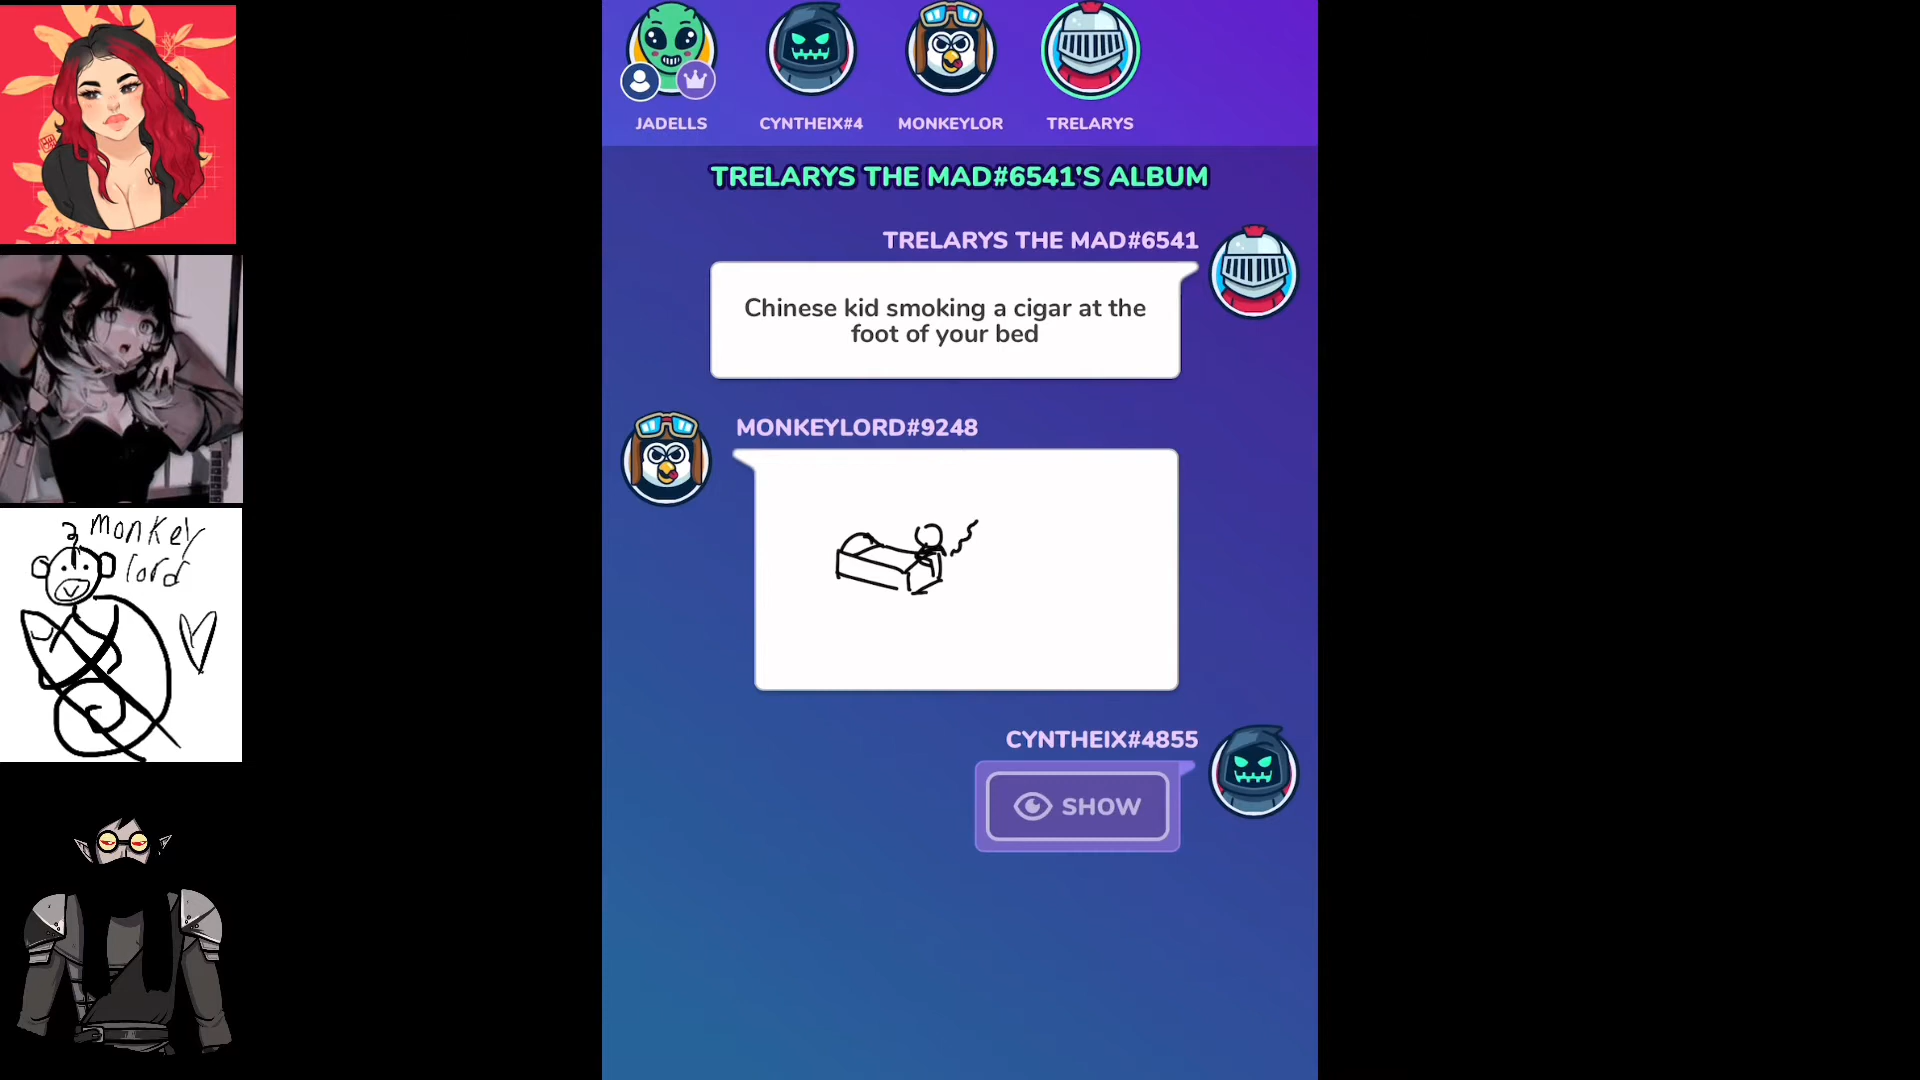 JADELLS
CYNTHEIX#4
MONKEYLOR
TRELARYS
TRELARYS THE MAD#6541'S ALBUM
TRELARYS THE MAD#6541
Chinese kid smoking a cigar at the
foot of your bed
MONKEYLORD#9248
CYNTHEIX#4855
SHOW
monkey
lord